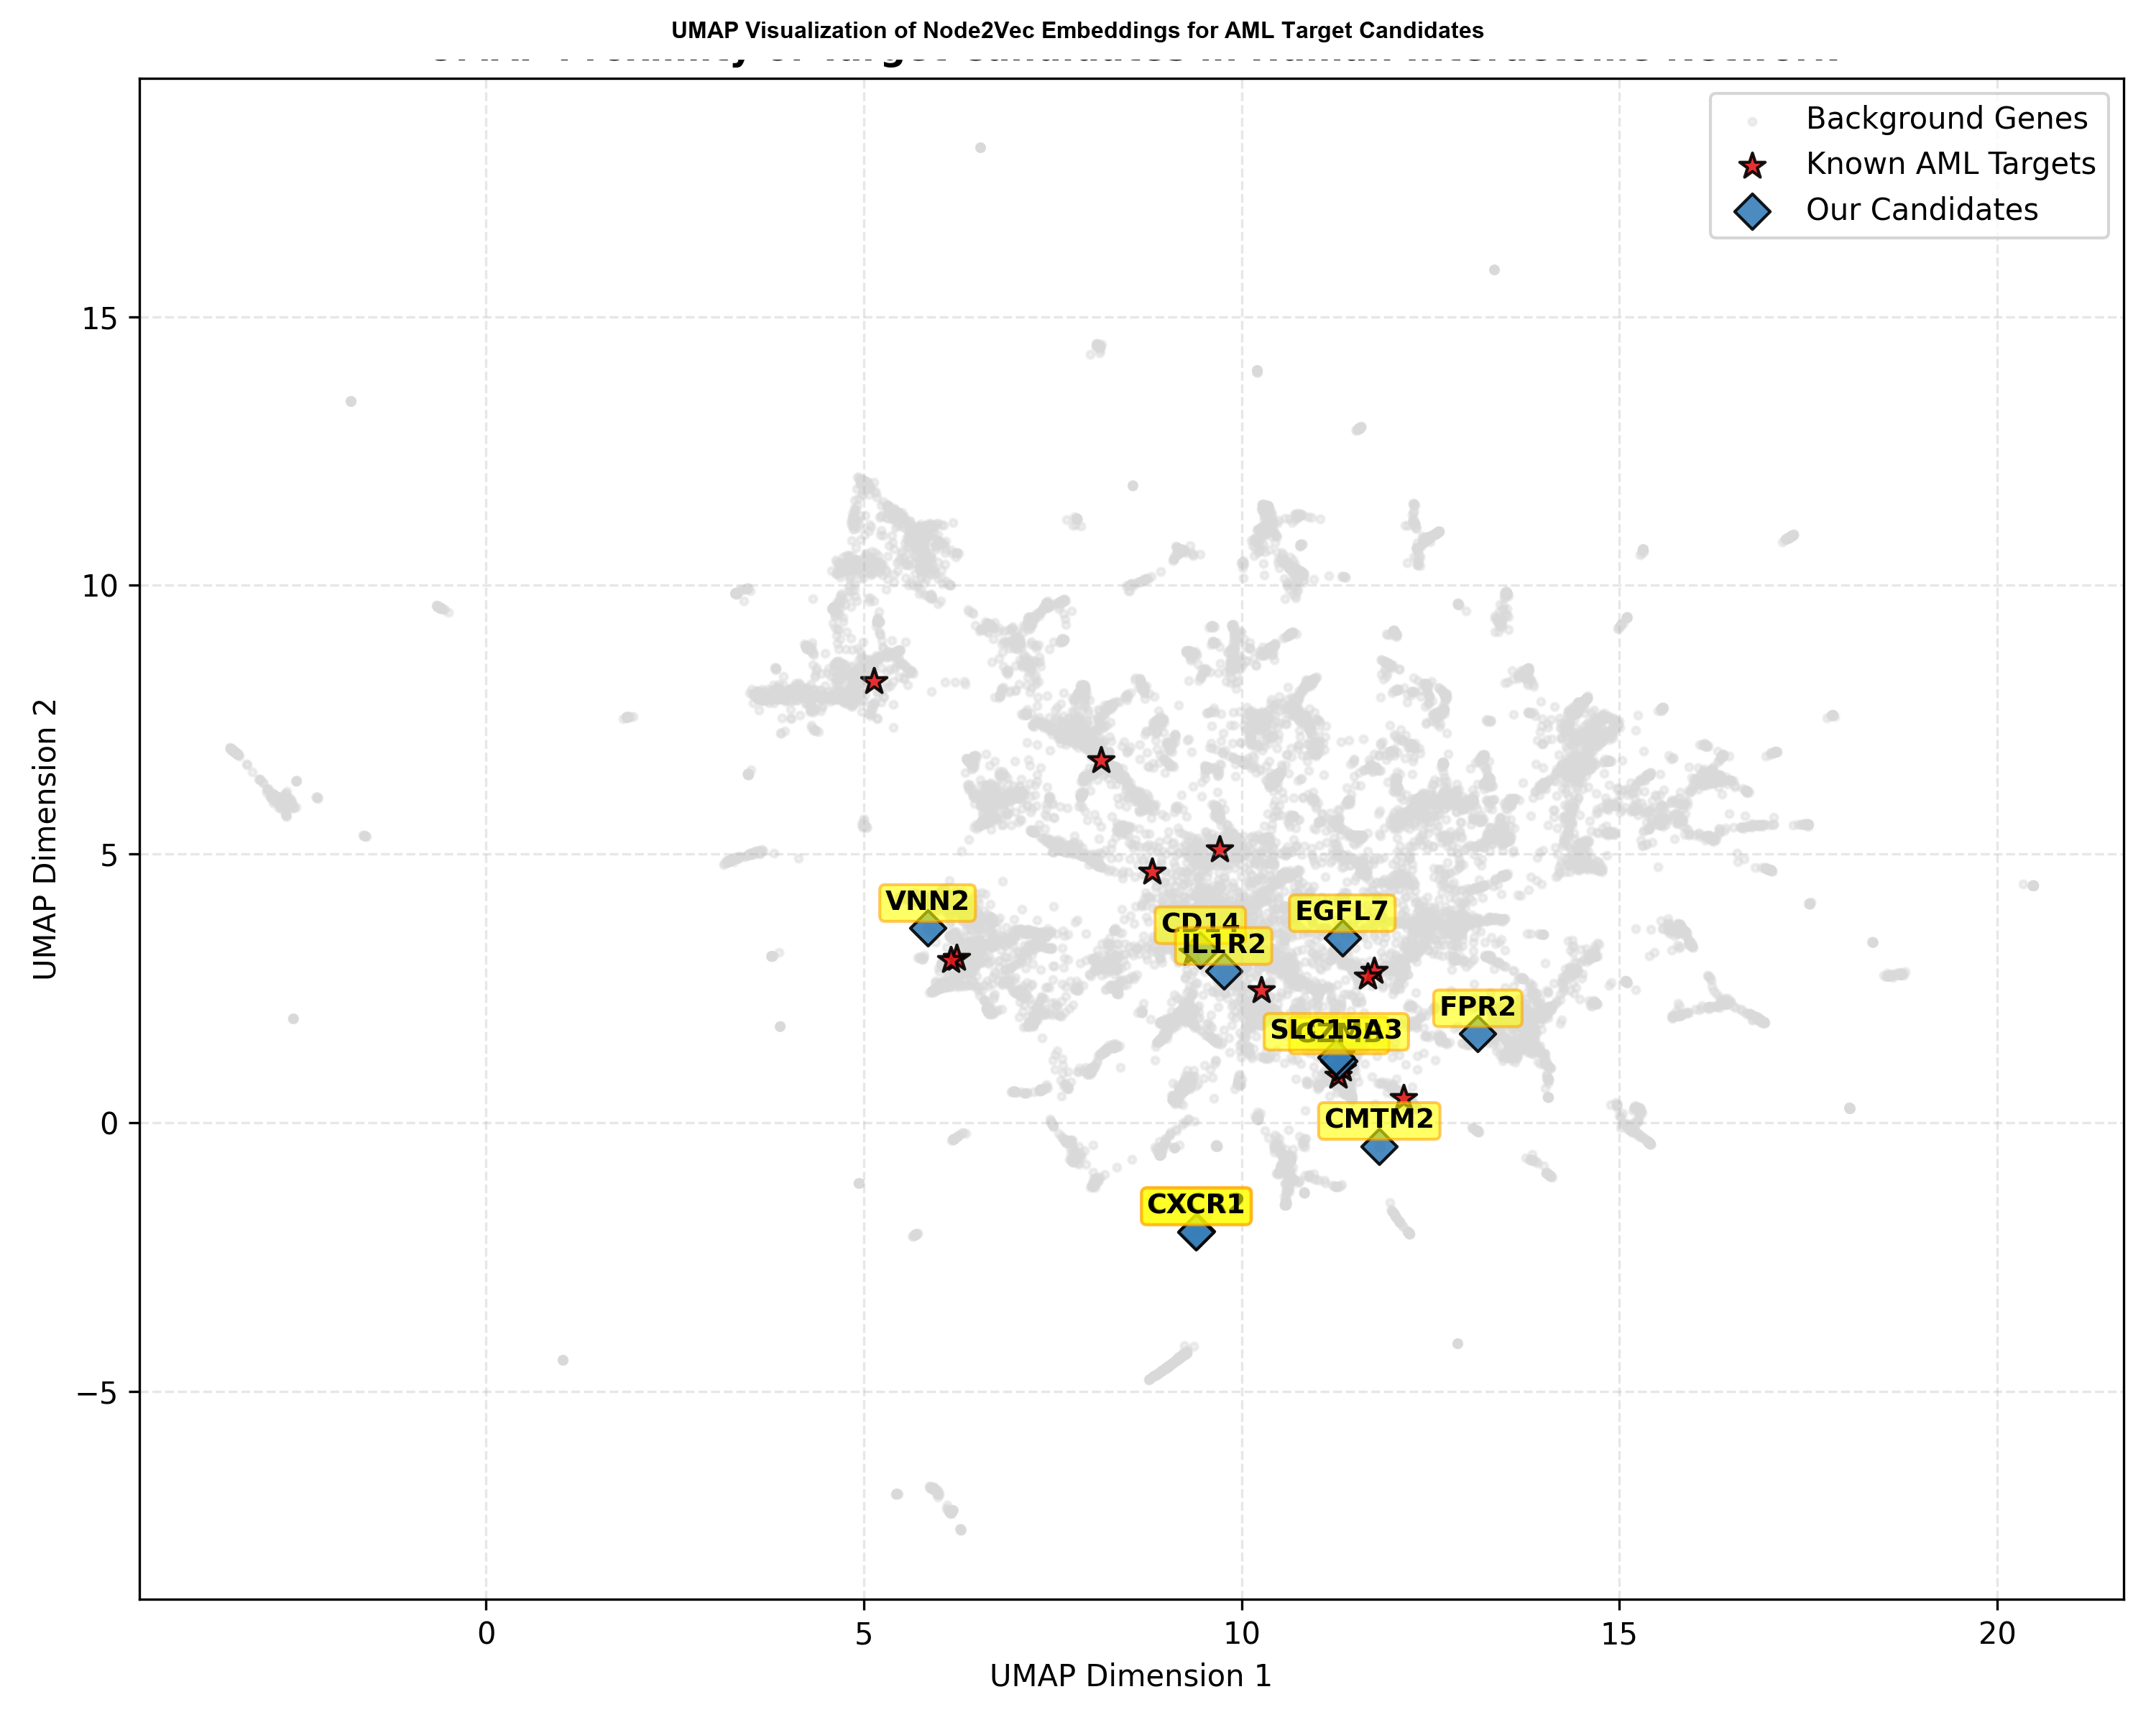 UMAP Visualization of Node2Vec Embeddings for AML Target Candidates
Background Genes
Known AML Targets
Our Candidates
15
10
5
0
−5
UMAP Dimension 2
VNN2
CD14
IL1R2
EGFL7
FPR2
SLC15A3
CMTM2
CXCR1
0
5
10
15
20
UMAP Dimension 1